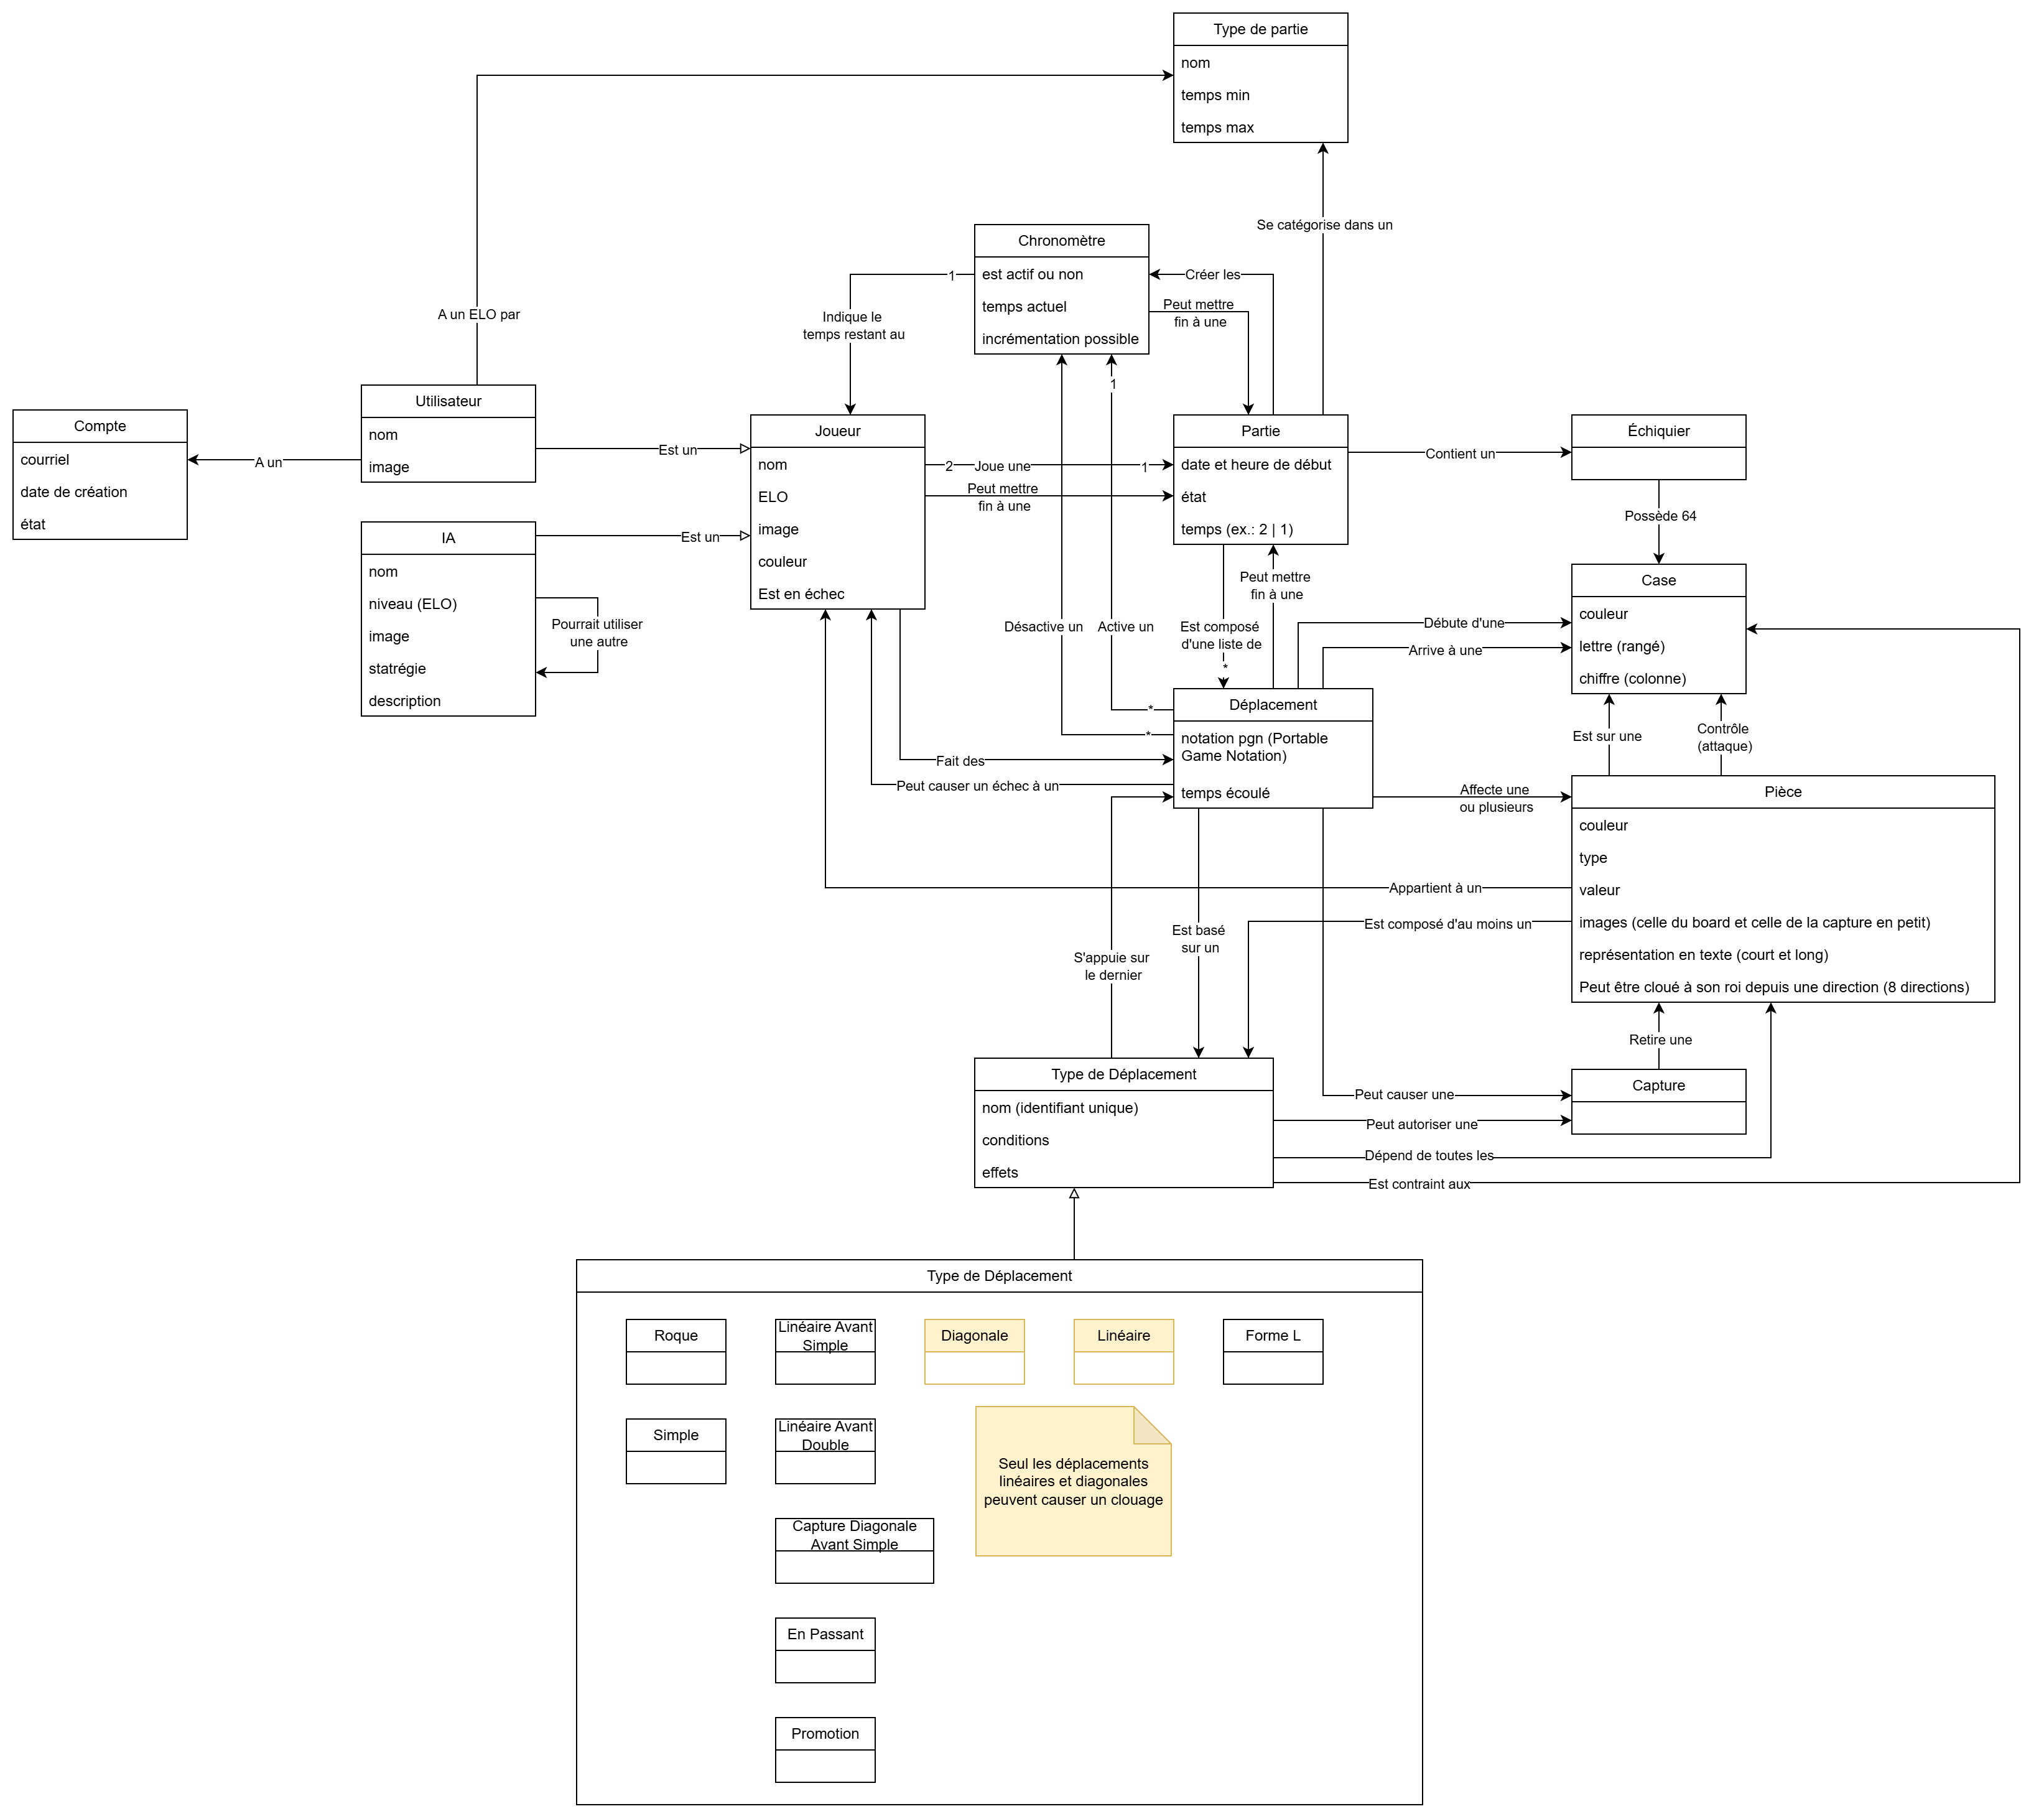 Type de partie
nom
temps min
temps max
Se catégorise dans un
Chronomètre
est actif ou non
temps actuel
incrémentation possible
Créer les
Peut mettre
fin à une
1
Indique le
temps restant au
A un ELO par
1
Utilisateur
nom
image
Compte
courriel
date de création
état
A un
Est un
IA
nom
niveau (ELO)
image
statrégie
description
Est un
Pourrait utiliser
une autre
Joueur
nom
ELO
image
couleur
Est en échec
2
Joue une
1
Peut mettre
fin à une
Partie
date et heure de début
état
temps (ex.: 2 | 1)
Contient un
Échiquier
Possède 64
Case
couleur
lettre (rangé)
chiffre (colonne)
Désactive un
Active un
Est composé
d'une liste de
*
Peut mettre
fin à une
Débute d'une
Arrive à une
Est sur une
Contrôle
(attaque)
Déplacement
notation pgn (Portable
Game Notation)
temps écoulé
*
*
Fait des
Peut causer un échec à un
Affecte une
ou plusieurs
Pièce
couleur
type
valeur
images (celle du board et celle de la capture en petit)
représentation en texte (court et long)
Peut être cloué à son roi depuis une direction (8 directions)
Appartient à un
Est composé d'au moins un
S'appuie sur
le dernier
Est basé
sur un
Retire une
Type de Déplacement
nom (identifiant unique)
conditions
effets
Capture
Peut causer une
Peut autoriser une
Dépend de toutes les
Est contraint aux
Type de Déplacement
Roque
Linéaire Avant
Simple
Diagonale
Linéaire
Forme L
Simple
Linéaire Avant
Double
Seul les déplacements
linéaires et diagonales
peuvent causer un clouage
Capture Diagonale
Avant Simple
En Passant
Promotion